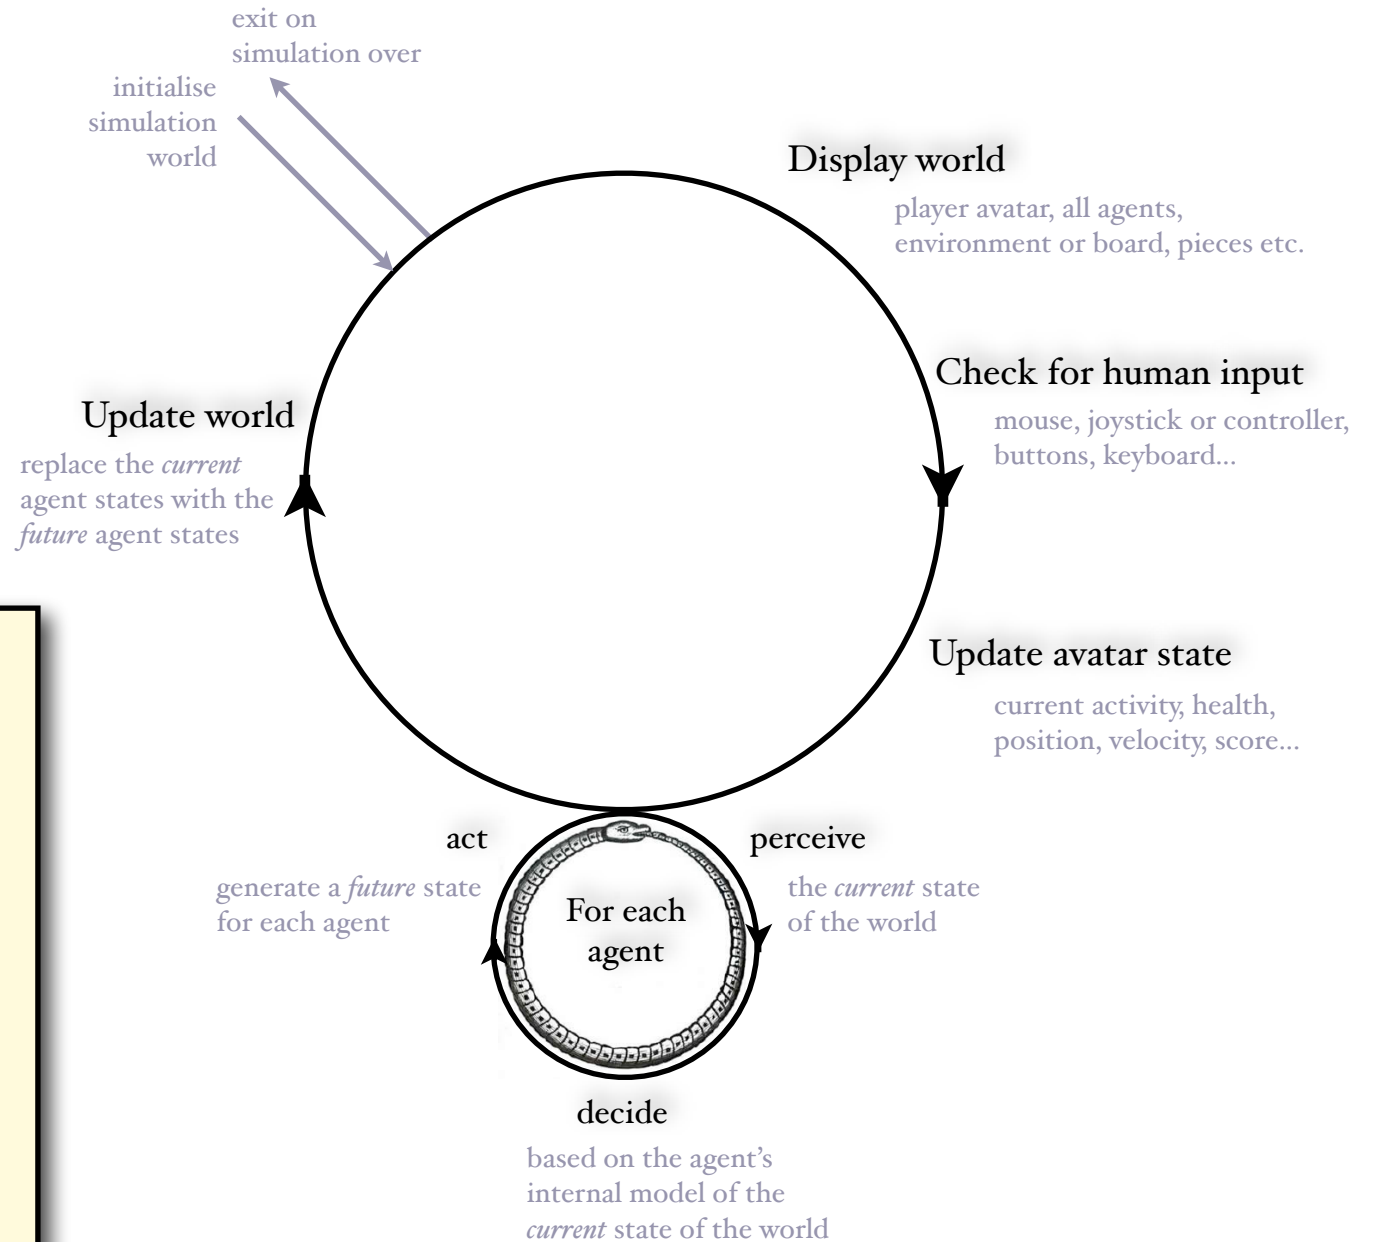 exit on
simulation over
initialise
simulation
world
Display world
player avatar, all agents,
environment or board, pieces etc.
Check for human input
mouse, joystick or controller,
buttons, keyboard...
Update world
replace the current
agent states with the
future agent states
Update avatar state
current activity, health,
position, velocity, score...
act
generate a future state
for each agent
perceive
the current state
of the world
For each
agent
decide
based on the agent’s
internal model of the
current state of the world